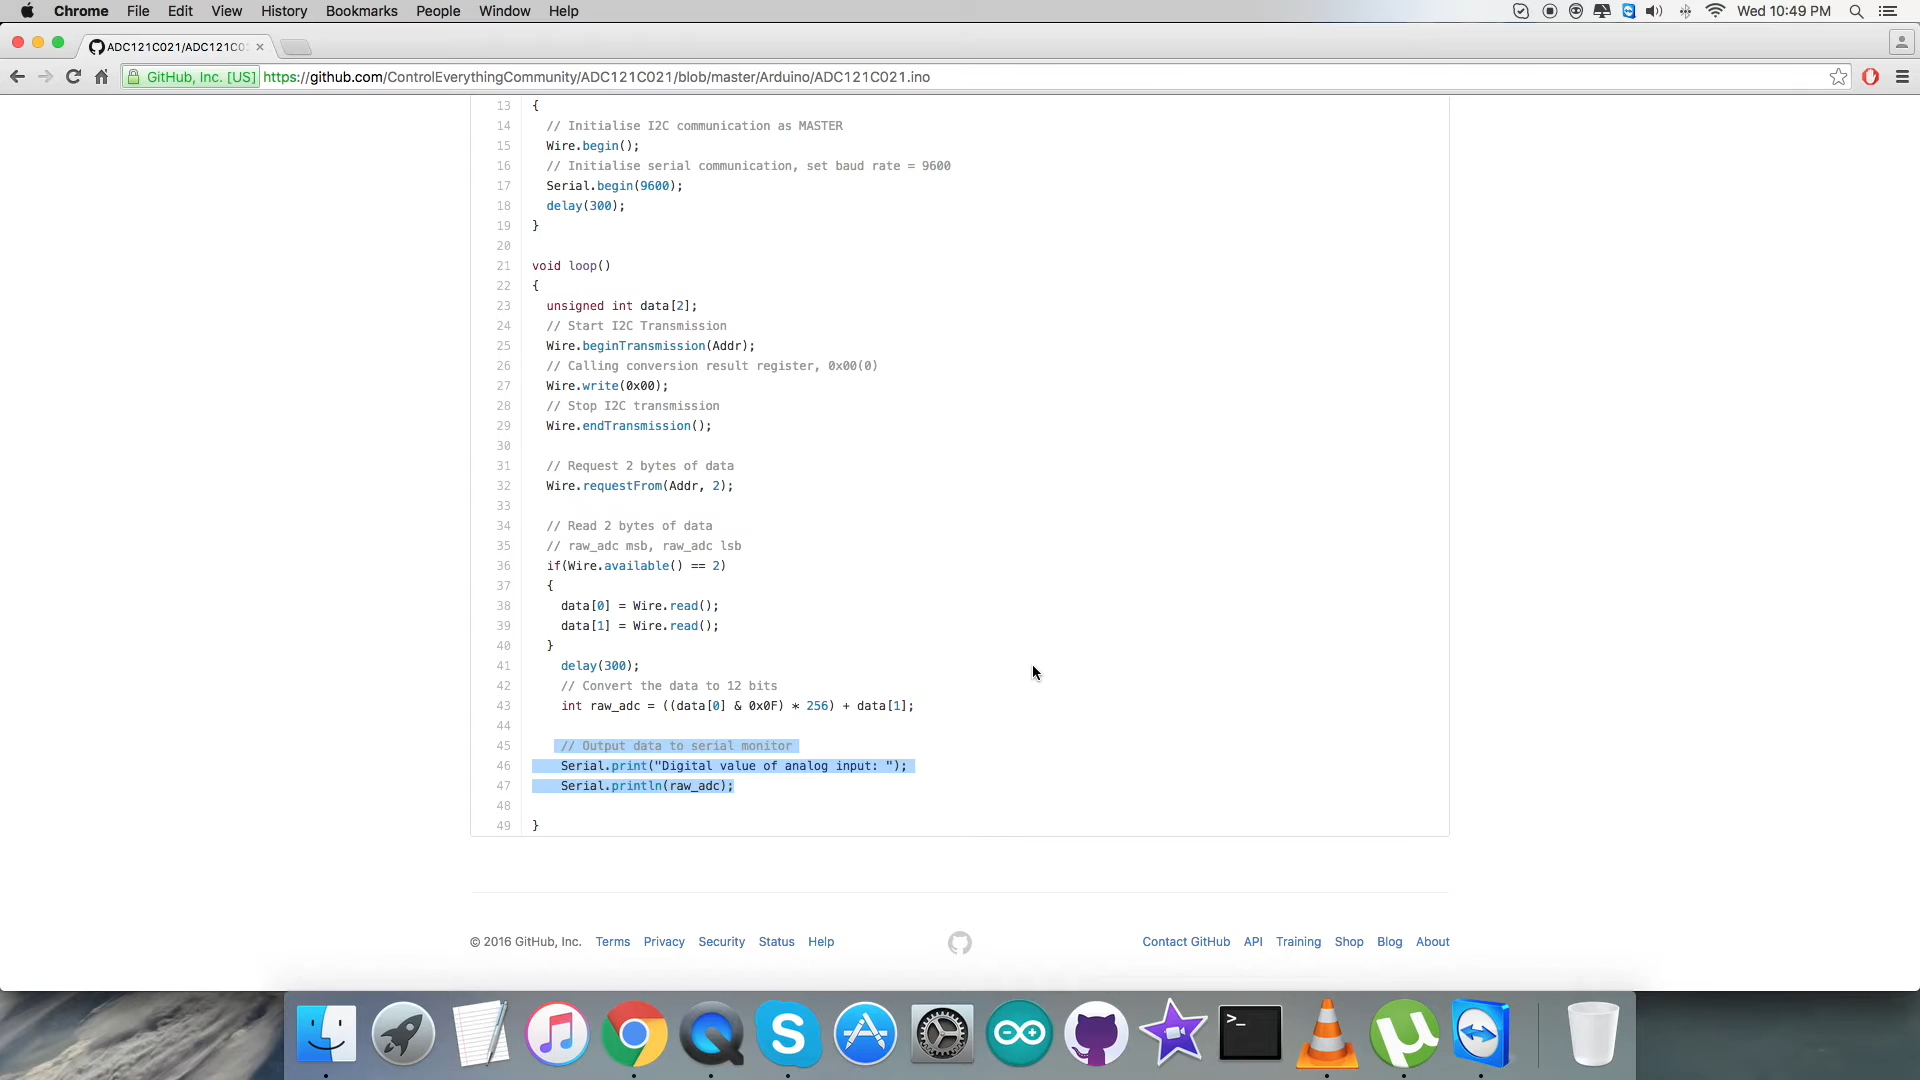 Chrome File Edit View History Bookmarks People Window Help Wed 10:49 PM
ADC121C021/ADC121C02
GitHub, Inc. [US] https://github.com/ControlEverythingCommunity/ADC121C021/blob/master/Arduino/ADC121C021.ino
13 {
14 // Initialise I2C communication as MASTER
15 Wire.begin();
16 // Initialise serial communication, set baud rate = 9600
17 Serial.begin(9600);
18 delay(300);
19 }
20
21 void loop()
22 {
23 unsigned int data[2];
24 // Start I2C Transmission
25 Wire.beginTransmission(Addr);
26 // Calling conversion result register, 0x00(0)
27 Wire.write(0x00);
28 // Stop I2C transmission
29 Wire.endTransmission();
30
31 // Request 2 bytes of data
32 Wire.requestFrom(Addr, 2);
33
34 // Read 2 bytes of data
35 // raw_adc msb, raw_adc lsb
36 if(Wire.available() == 2)
37 {
38 data[0] = Wire.read();
39 data[1] = Wire.read();
40 }
41 delay(300);
42 // Convert the data to 12 bits
43 int raw_adc = ((data[0] & 0x0F) * 256) + data[1];
44
45 // Output data to serial monitor
46 Serial.print("Digital value of analog input: ");
47 Serial.println(raw_adc);
48
49 }
© 2016 GitHub, Inc. Terms Privacy Security Status Help Contact GitHub API Training Shop Blog About